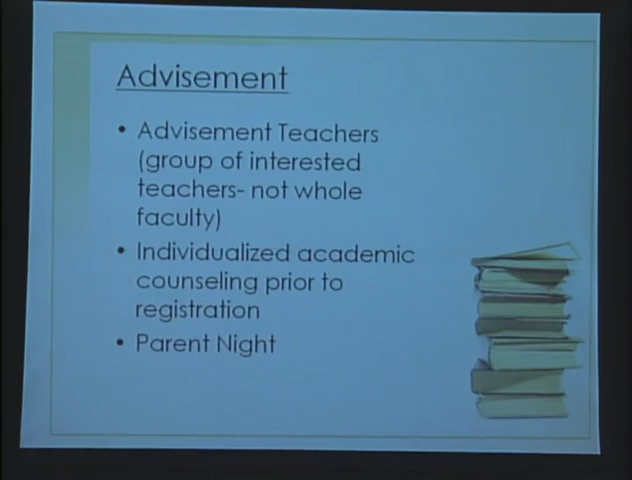 Advisement
• Advisement Teachers
(group of interested
teachers- not whole
faculty)
• Individualized academic
counseling prior to
registration
• Parent Night